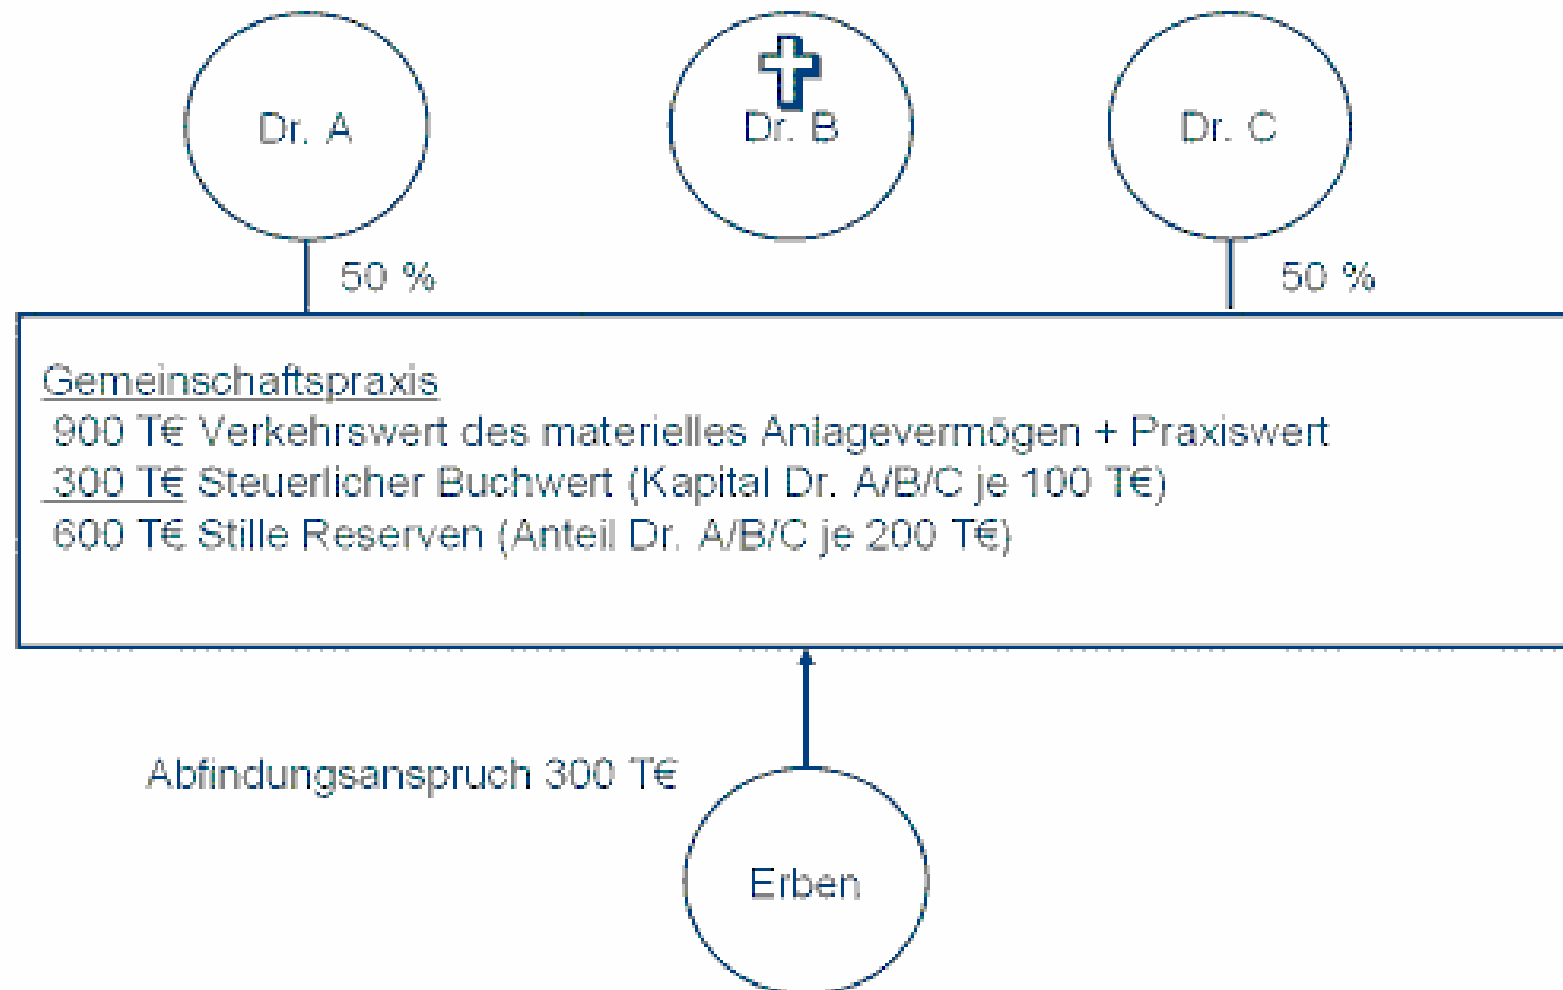 Dr. A
Dr. B
Dr. C
50 %
50 %
Gemeinschaftspraxis
900 T€ Verkehrswert des materielles Anlagevermögen + Praxiswert
300 T€ Steuerlicher Buchwert (Kapital Dr. A/B/C je 100 T€)
600 T€ Stille Reserven (Anteil Dr. A/B/C je 200 T€)
Abfindungsanspruch 300 T€
Erben